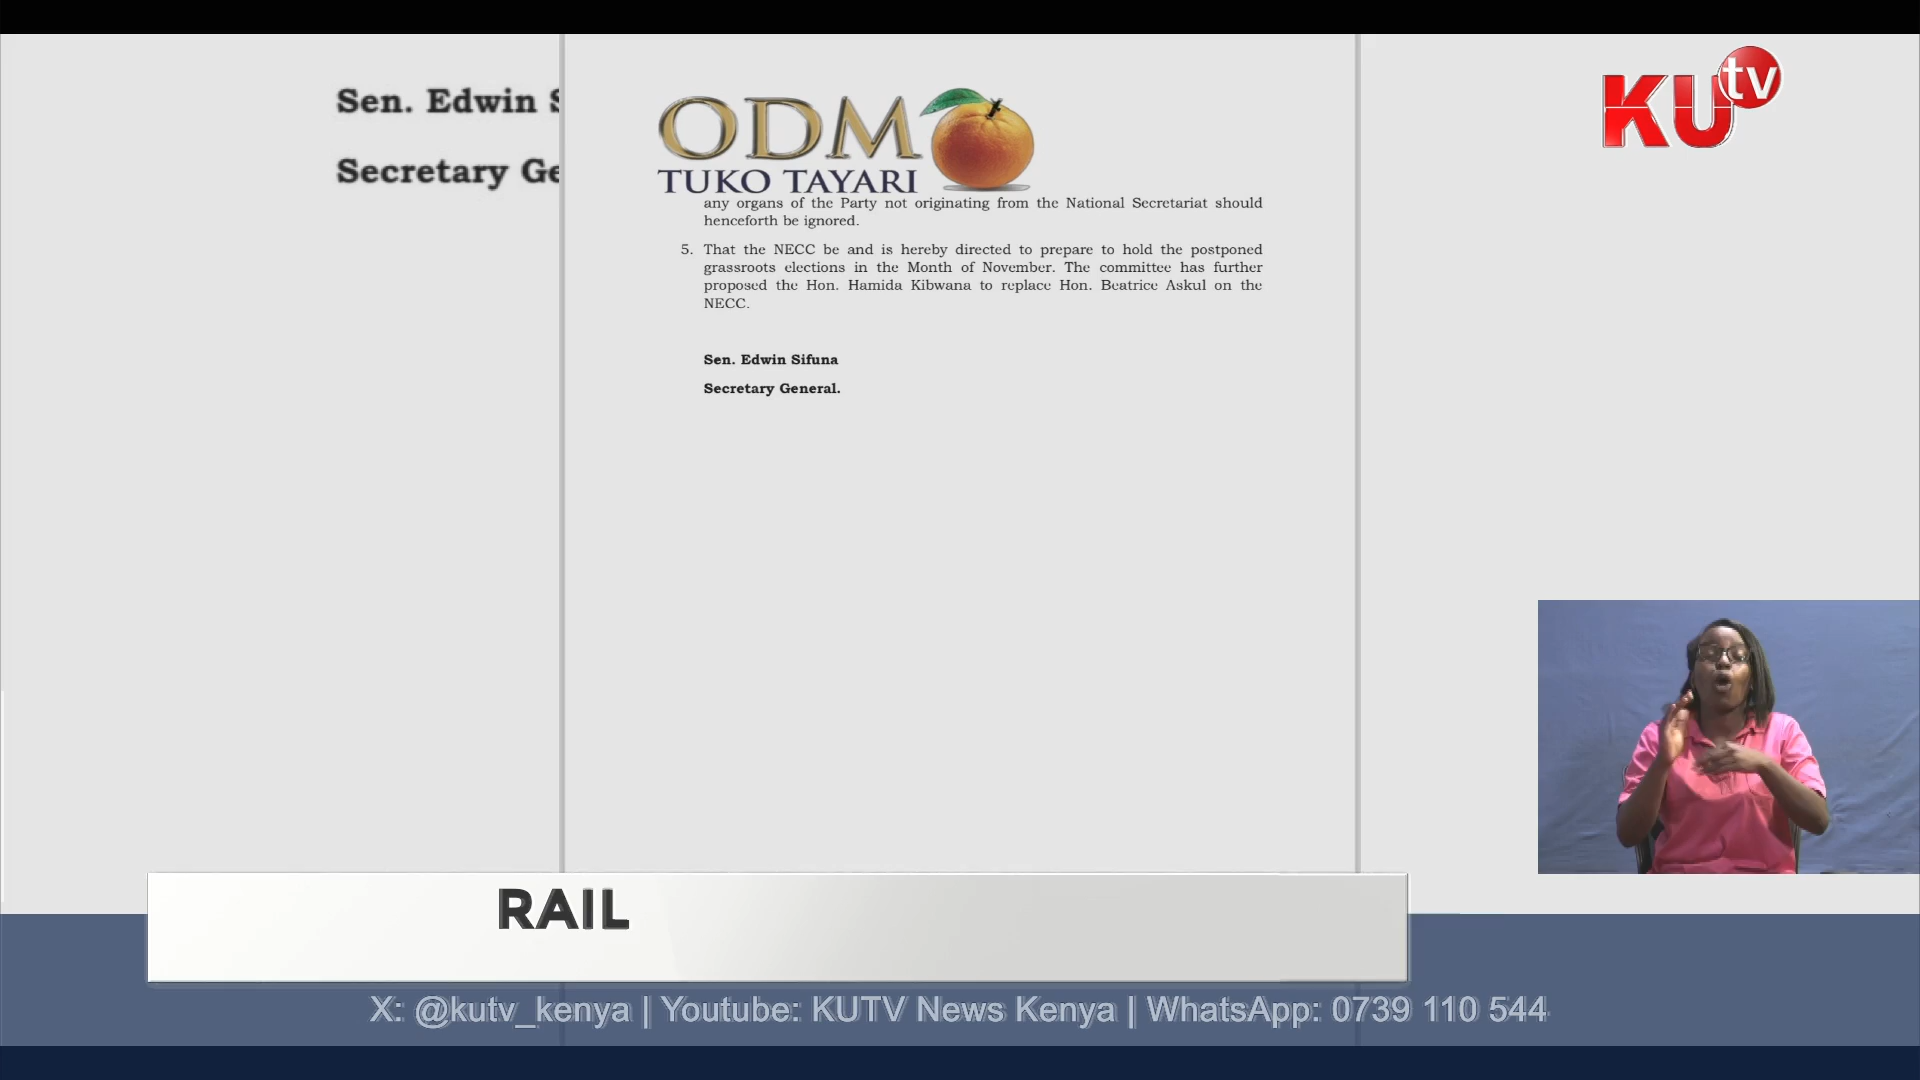 Sen. Edwin S
Secretary Ge
ODM
TUKO TAYARI
any organs of the Party not originating from the National Secretariat should
henceforth be ignored.
5. That the NECC be and is hereby directed to prepare to hold the postponed
grassroots elections in the Month of November. The committee has further
proposed the Hon. Hamida Kibwana to replace Hon. Beatrice Askul on the
NECC.
Sen. Edwin Sifuna
Secretary General.
KUtv
RAIL
X: @kutv_kenya | Youtube: KUTV News Kenya | WhatsApp: 0739 110 544